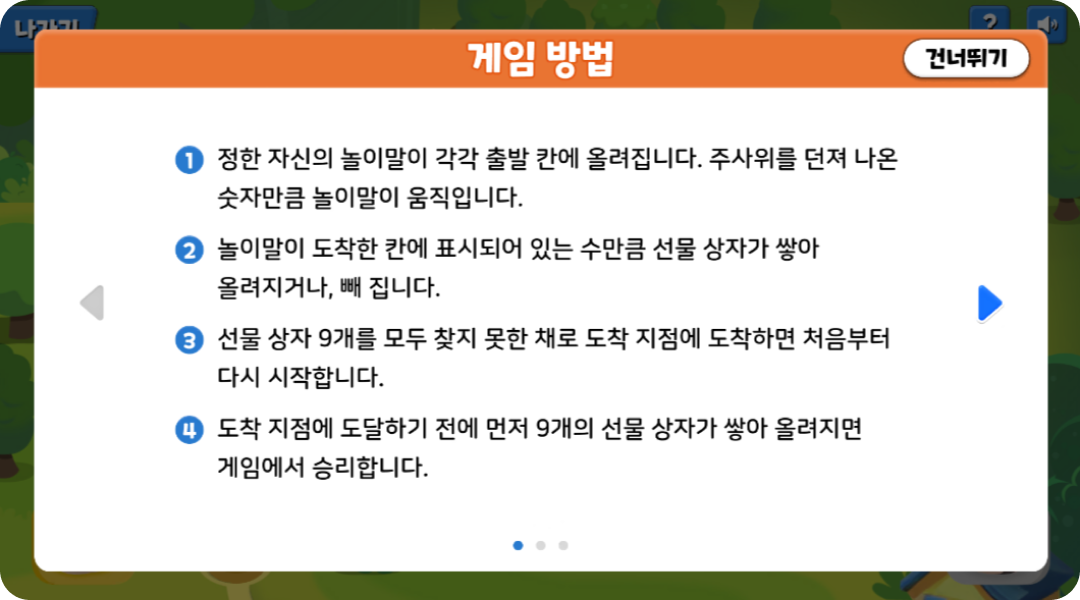 나가기
?
게임 방법
건너뛰기
1 정한 자신의 놀이말이 각각 출발 칸에 올려집니다. 주사위를 던져 나온
숫자만큼 놀이말이 움직입니다.
2 놀이말이 도착한 칸에 표시되어 있는 수만큼 선물 상자가 쌓아
올려지거나, 빼 집니다.
3 선물 상자 9개를 모두 찾지 못한 채로 도착 지점에 도착하면 처음부터
다시 시작합니다.
4 도착 지점에 도달하기 전에 먼저 9개의 선물 상자가 쌓아 올려지면
게임에서 승리합니다.